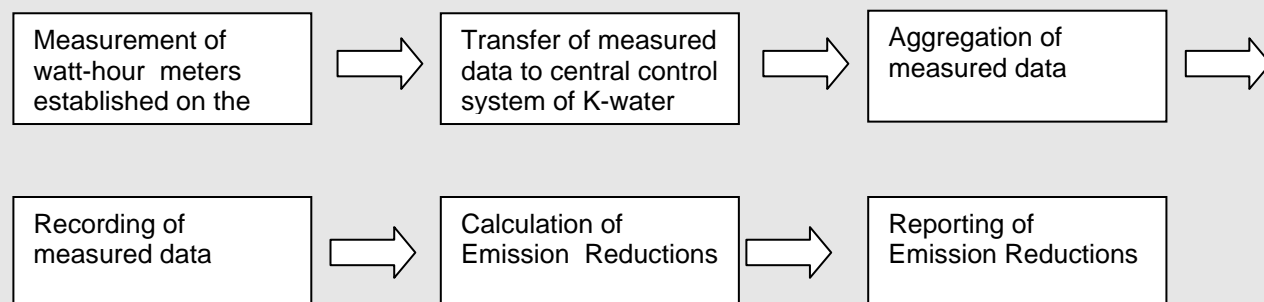 Measurement of
watt-hour meters
established on the
Transfer of measured
data to central control
system of K-water
Aggregation of
measured data
Recording of
measured data
Calculation of
Emission Reductions
Reporting of
Emission Reductions